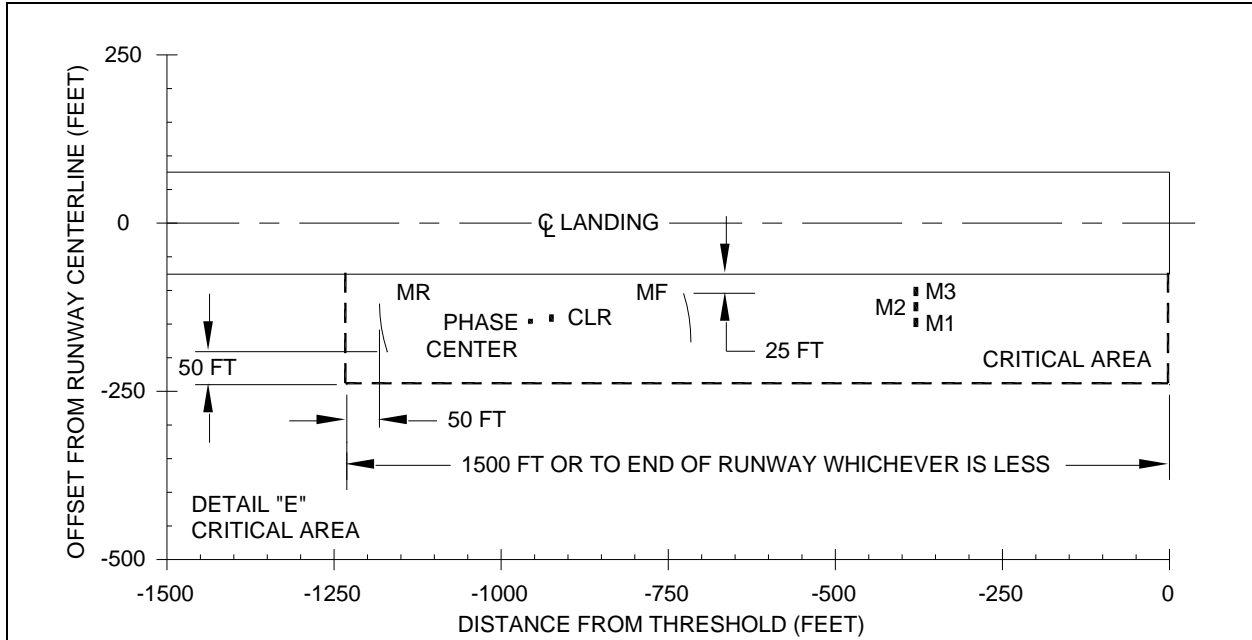 OFFSET FROM RUNWAY CENTERLINE (FEET)
250
0
-250
-500
℄ LANDING
MR
MF
M3
M2
M1
PHASE
CENTER
CLR
25 FT
CRITICAL AREA
50 FT
50 FT
1500 FT OR TO END OF RUNWAY WHICHEVER IS LESS
DETAIL "E"
CRITICAL AREA
-1500
-1250
-1000
-750
-500
-250
0
DISTANCE FROM THRESHOLD (FEET)